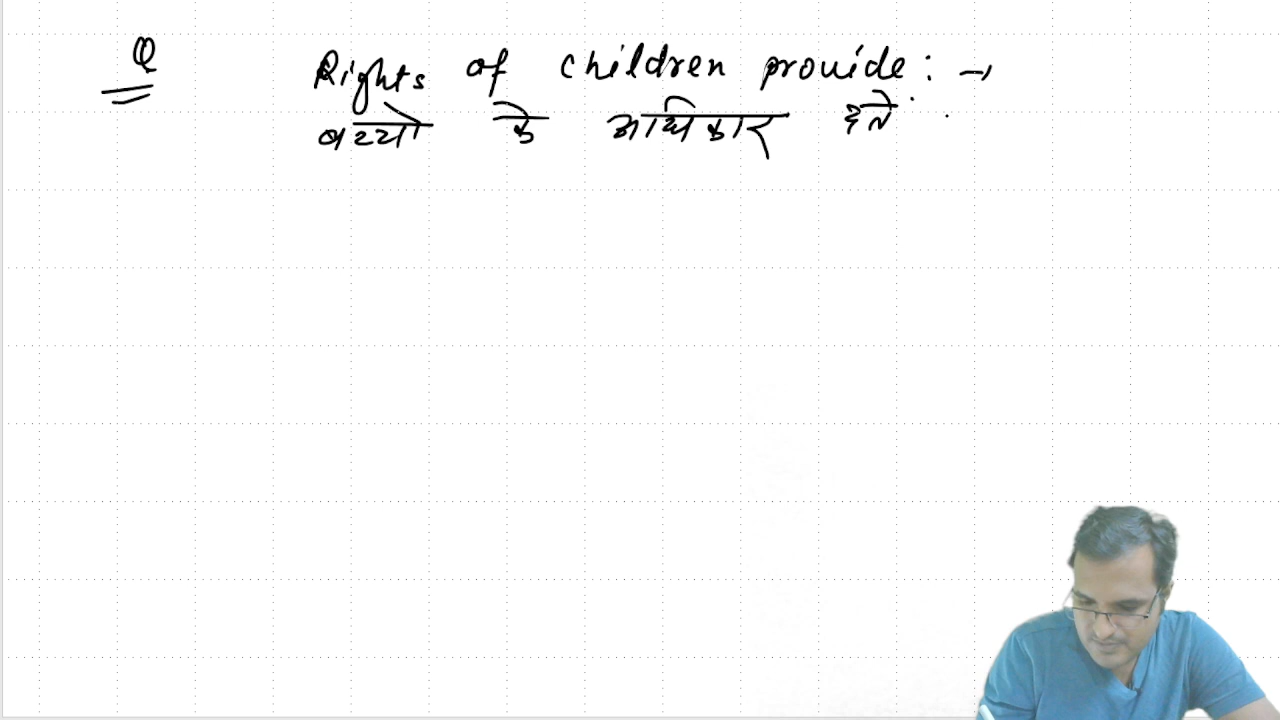 Q Rights of children provide : →
बच्चों के अधिकार देने